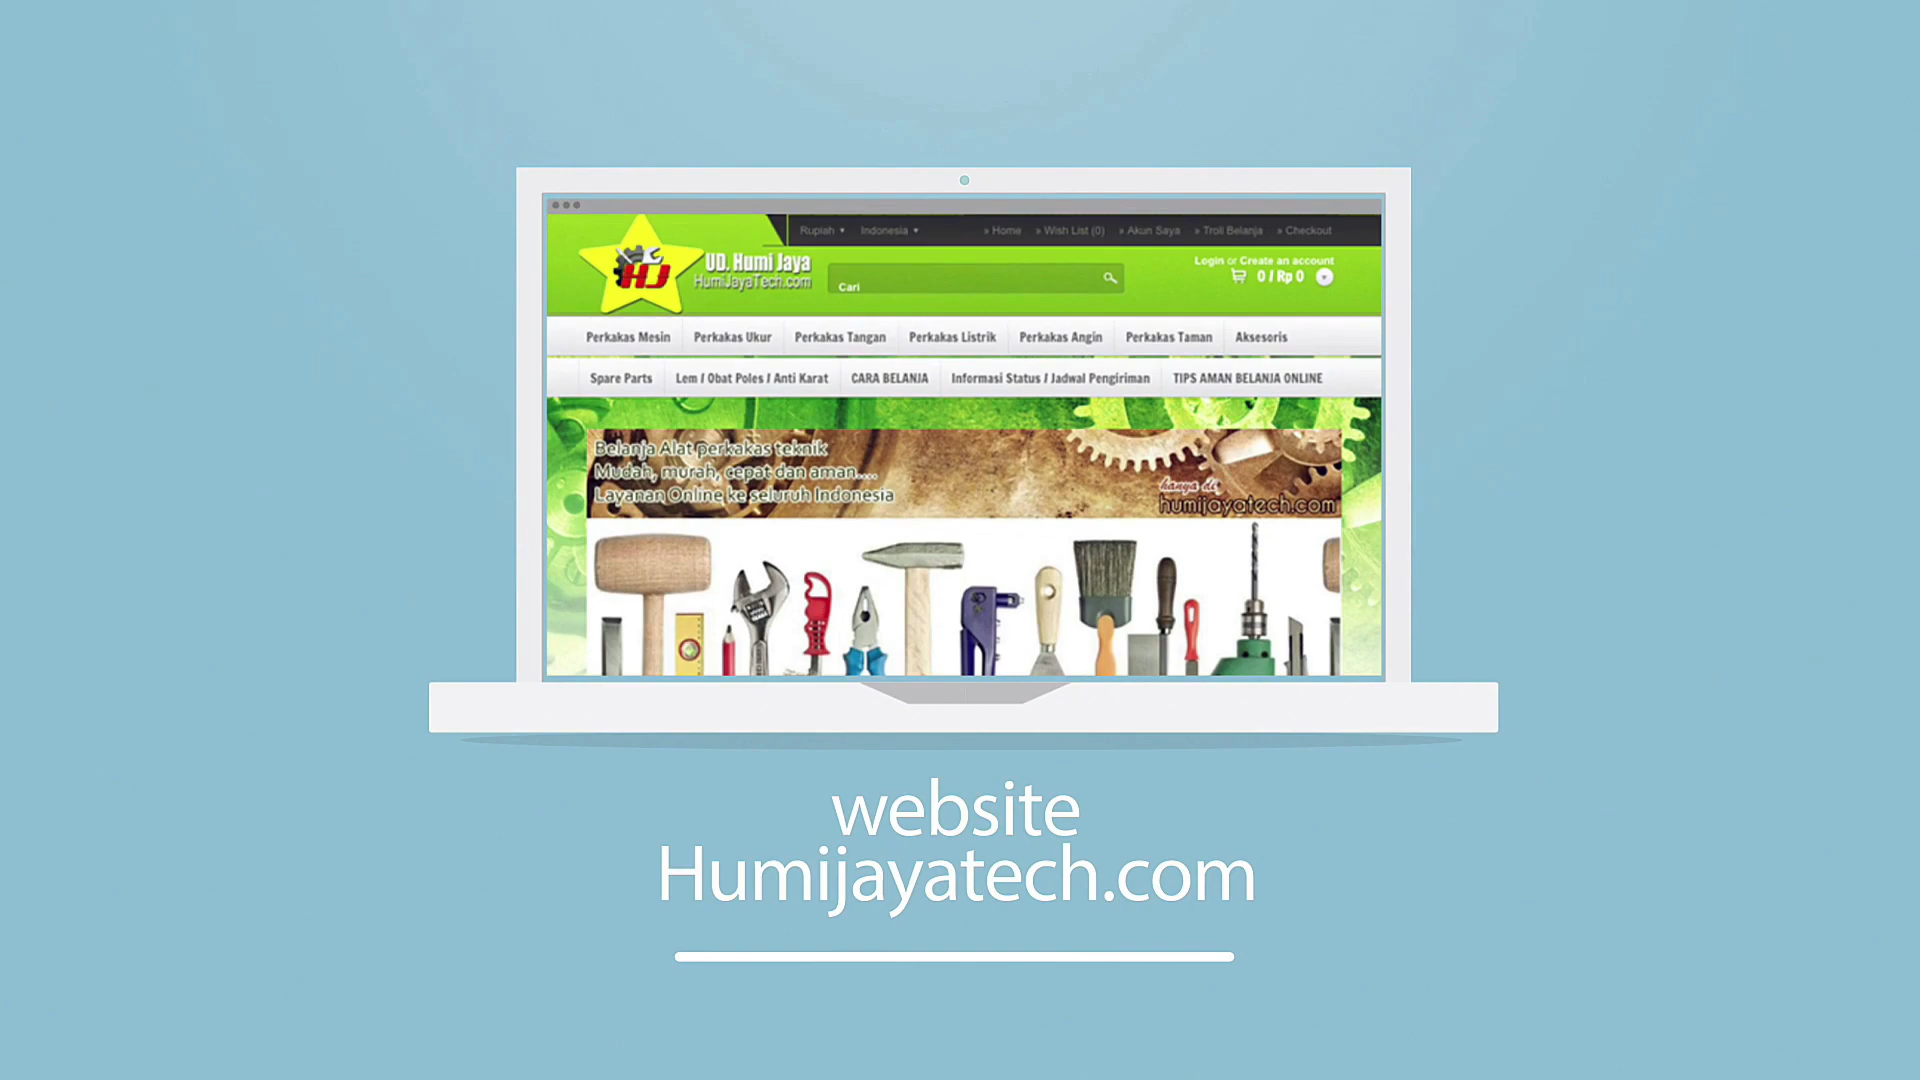 Rupiah
Indonesia
» Home » Wish List (0) » Akun Saya » Troli Belanja » Checkout
HJ
UD. Humi Jaya
HumiJayaTech.com
Cari
Login or Create an account
0 / Rp 0
Perkakas Mesin Perkakas Ukur Perkakas Tangan Perkakas Listrik Perkakas Angin Perkakas Taman Aksesoris
Spare Parts Lem / Obat Poles / Anti Karat CARA BELANJA Informasi Status / Jadwal Pengiriman TIPS AMAN BELANJA ONLINE
Belanja Alat perkakas teknik
Mudah, murah, cepat dan aman....
Layanan Online ke seluruh Indonesia
hanya di
humijayatech.com
website
Humijayatech.com